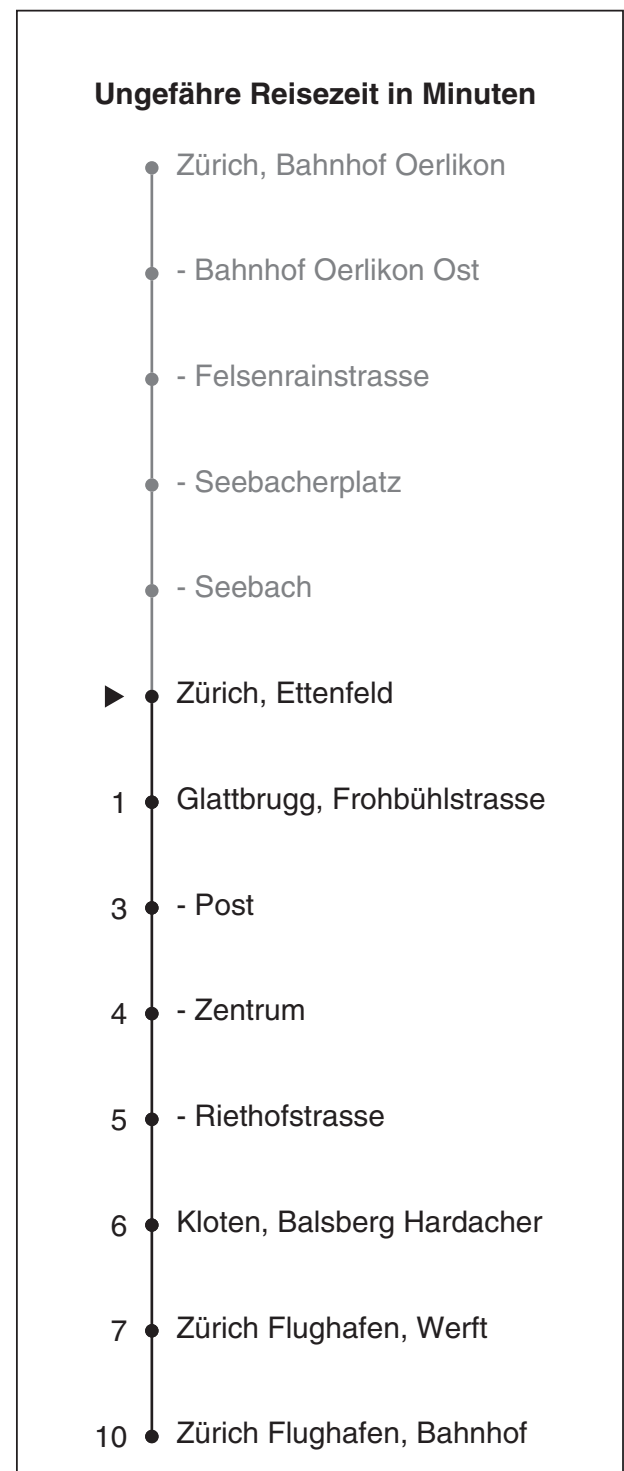 Ungefähre Reisezeit in Minuten
Zürich, Bahnhof Oerlikon
- Bahnhof Oerlikon Ost
- Felsenrainstrasse
- Seebacherplatz
- Seebach
Zürich, Ettenfeld
1 Glattbrugg, Frohbühlstrasse
3 - Post
4 - Zentrum
5 - Riethofstrasse
6 Kloten, Balsberg Hardacher
7 Zürich Flughafen, Werft
10 Zürich Flughafen, Bahnhof